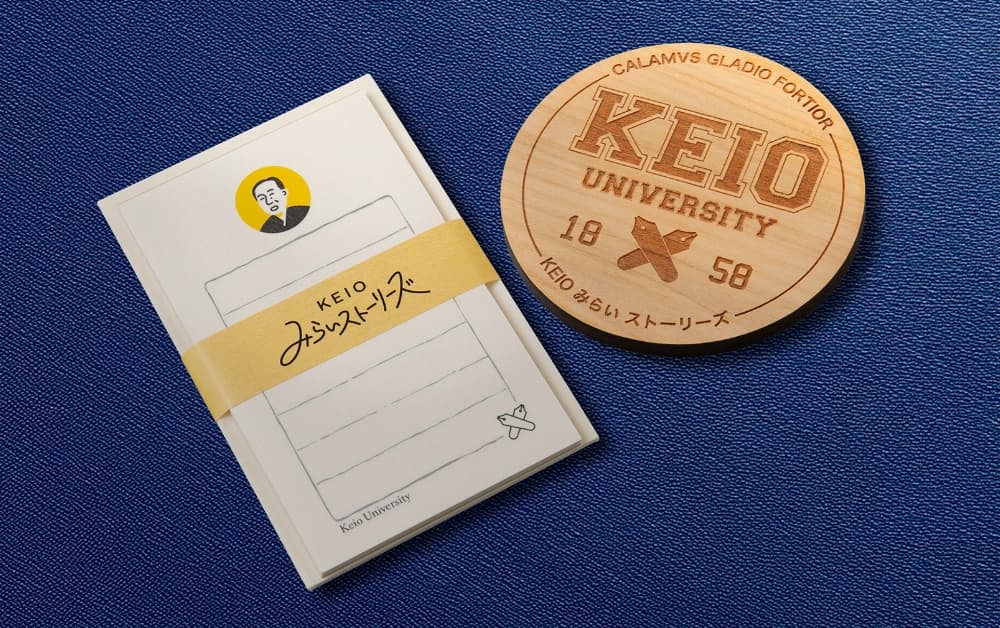 KEIO
みらいストーリーズ
Keio University
CALAMVS GLADIO FORTIOR
KEIO
UNIVERSITY
18 58
KEIO みらい ストーリーズ